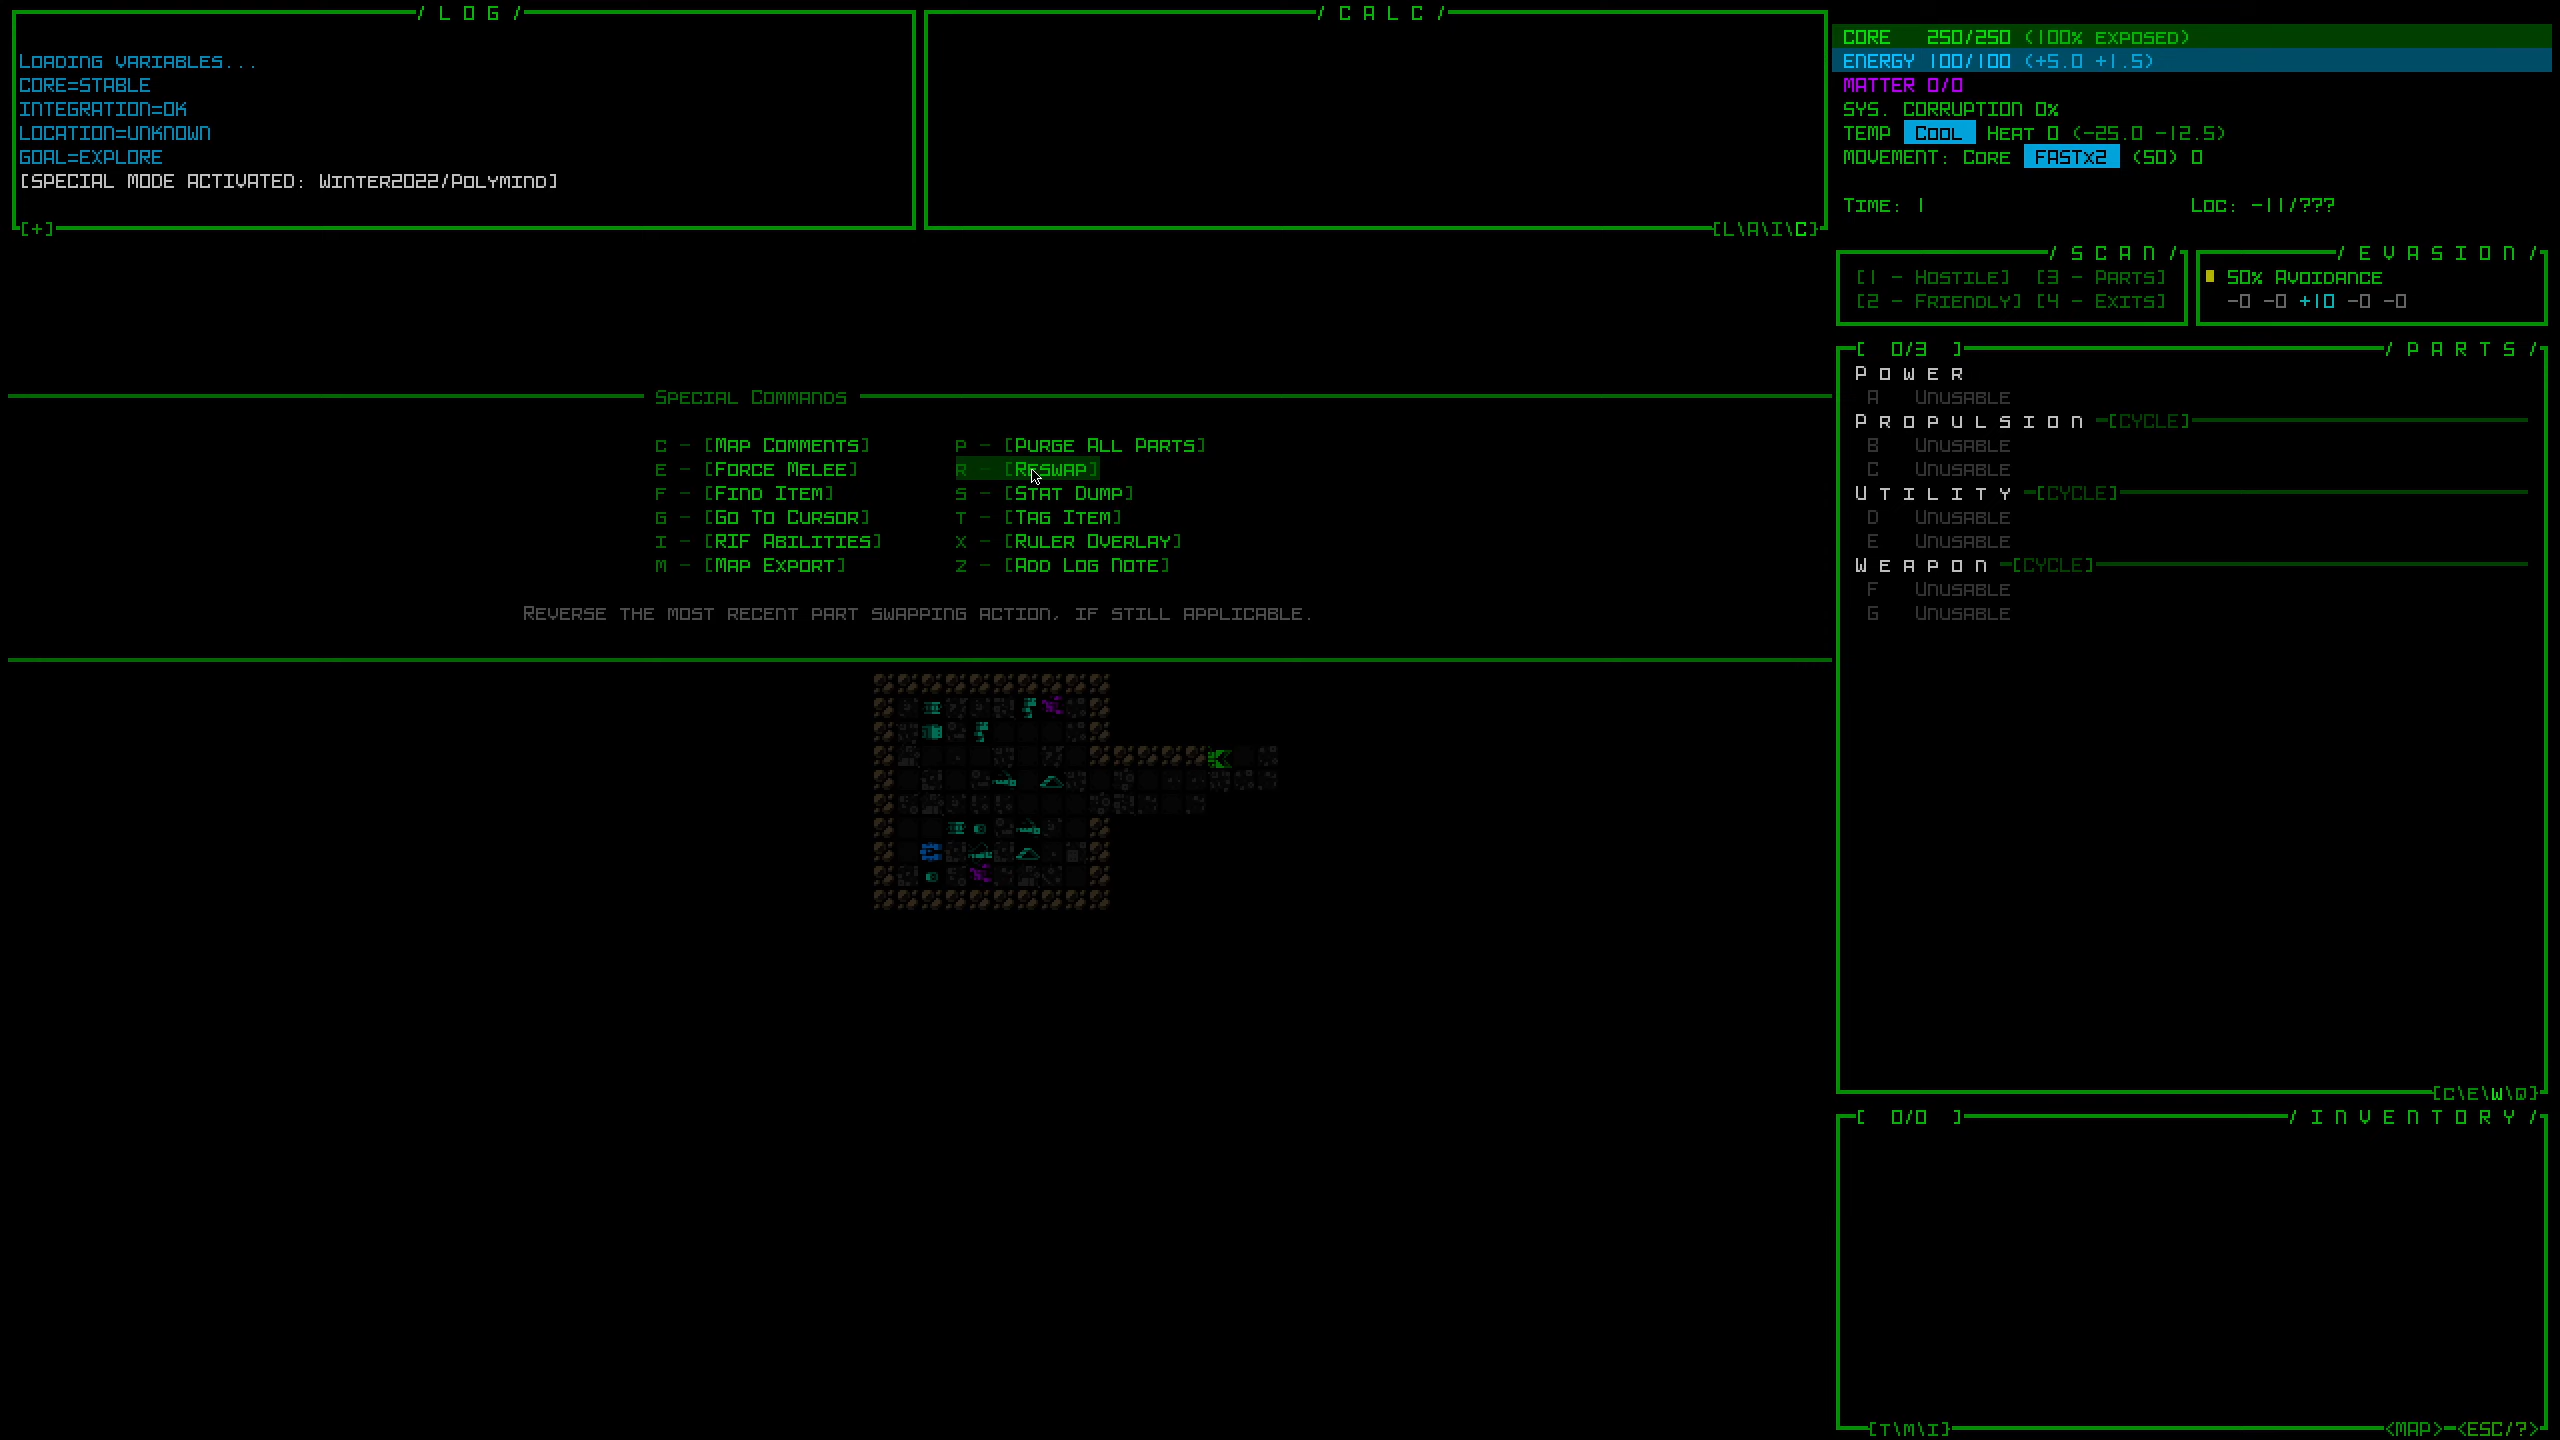 / L O G /
LOADING VARIABLES...
CORE=STABLE
INTEGRATION=OK
LOCATION=UNKNOWN
GOAL=EXPLORE
[SPECIAL MODE ACTIVATED: WINTER2022/POLYMIND]
[+]
/ C A L C /
[L\A\I\C]
CORE 250/250 (100% EXPOSED)
ENERGY 100/100 (+5.0 +1.5)
MATTER 0/0
SYS. CORRUPTION 0%
TEMP COOL HEAT 0 (-25.0 -12.5)
MOVEMENT: CORE FASTx2 (50) 0
TIME: 1 LOC: -11/???
/ S C A N /
[1 - HOSTILE] [3 - PARTS]
[2 - FRIENDLY] [4 - EXITS]
/ E V A S I O N /
50% AVOIDANCE
-0 -0 +10 -0 -0
SPECIAL COMMANDS
C - [MAP COMMENTS] P - [PURGE ALL PARTS]
E - [FORCE MELEE] R - [RESWAP]
F - [FIND ITEM] S - [STAT DUMP]
G - [GO TO CURSOR] T - [TAG ITEM]
I - [RIF ABILITIES] X - [RULER OVERLAY]
M - [MAP EXPORT] Z - [ADD LOG NOTE]
REVERSE THE MOST RECENT PART SWAPPING ACTION, IF STILL APPLICABLE.
[ 0/3 ] / P A R T S /
P O W E R
A UNUSABLE
P R O P U L S I O N [CYCLE]
B UNUSABLE
C UNUSABLE
U T I L I T Y [CYCLE]
D UNUSABLE
E UNUSABLE
W E A P O N [CYCLE]
F UNUSABLE
G UNUSABLE
[C\E\W\Q]
[ 0/0 ] / I N V E N T O R Y /
[T\M\I] <MAP> <ESC/?>